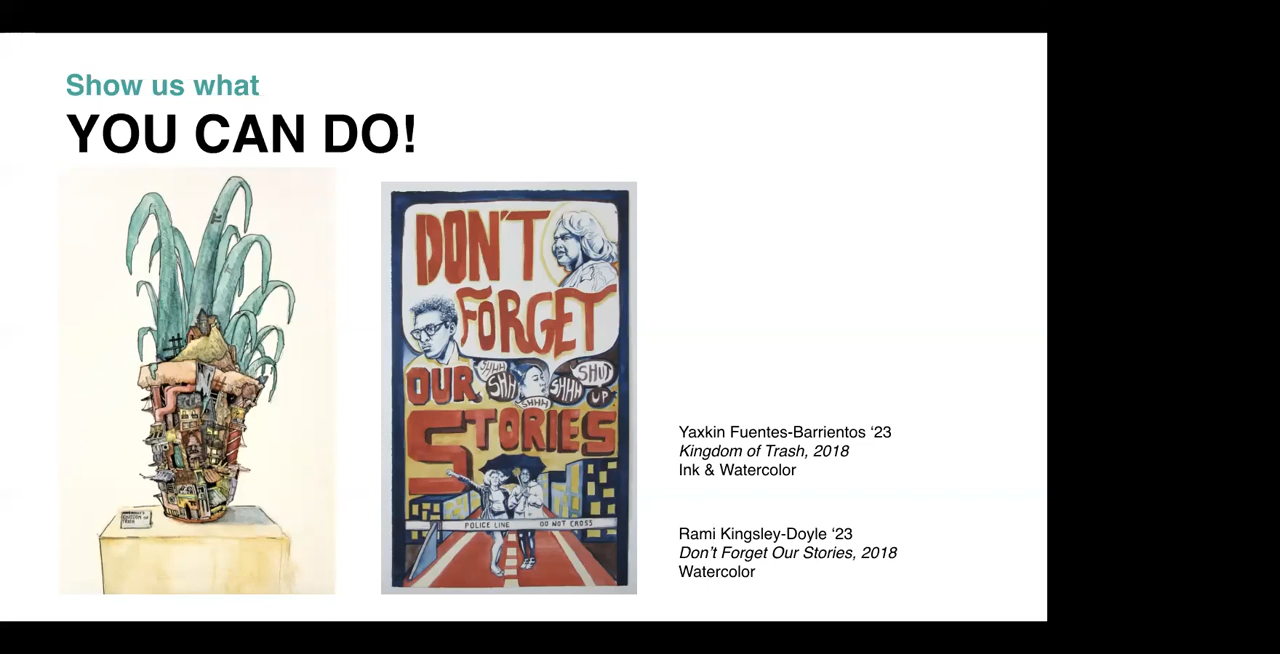 Show us what
YOU CAN DO!
DON'T
FORGET
OUR
SHHH
SHH
SHHH
SHHH
SHUT
UP
STORIES
POLICE LINE DO NOT CROSS
Yaxkin Fuentes-Barrientos ‘23
Kingdom of Trash, 2018
Ink & Watercolor
Rami Kingsley-Doyle ‘23
Don’t Forget Our Stories, 2018
Watercolor